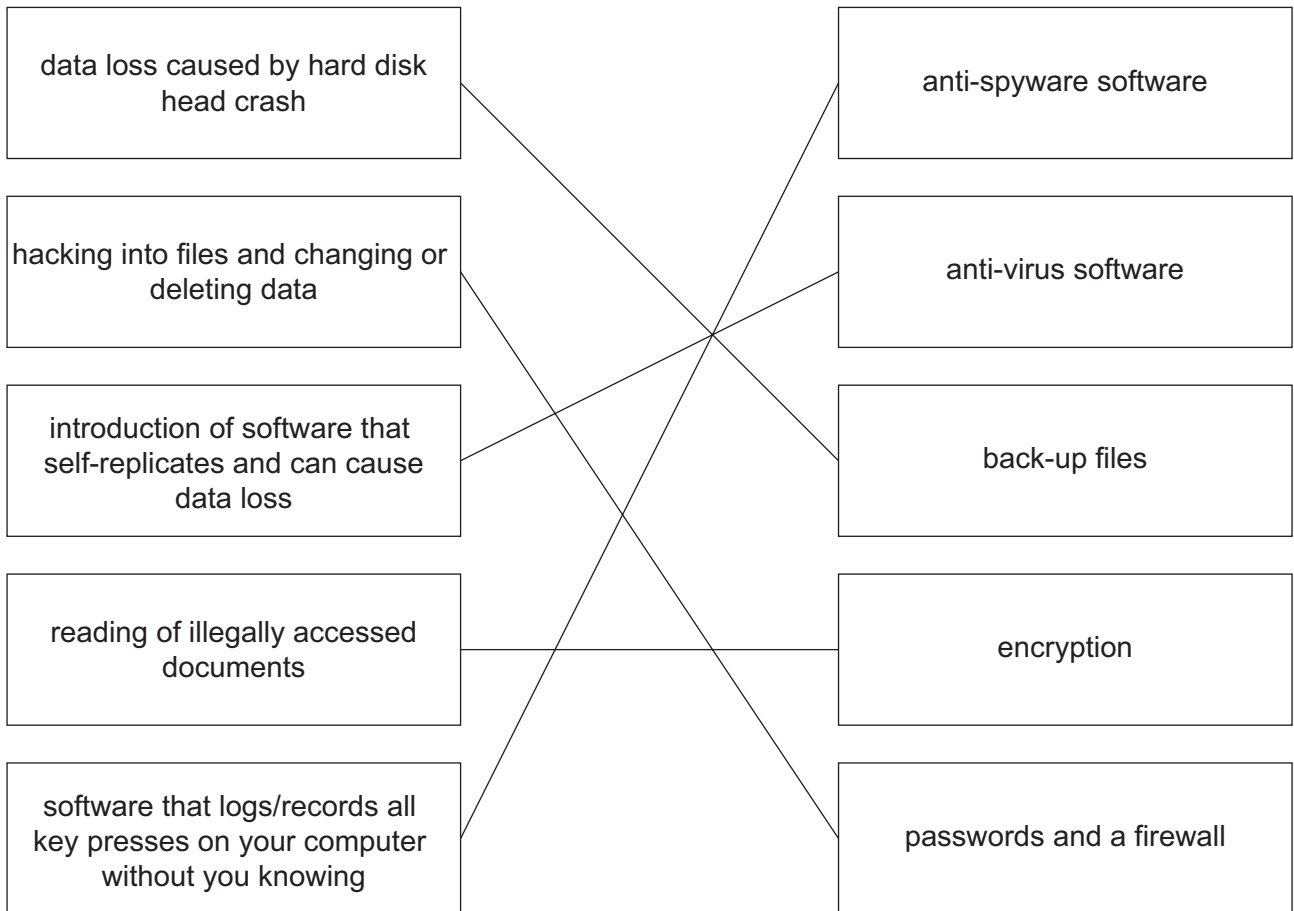 data loss caused by hard disk
head crash
anti-spyware software
hacking into files and changing or
deleting data
anti-virus software
introduction of software that
self-replicates and can cause
data loss
back-up files
reading of illegally accessed
documents
encryption
software that logs/records all
key presses on your computer
without you knowing
passwords and a firewall